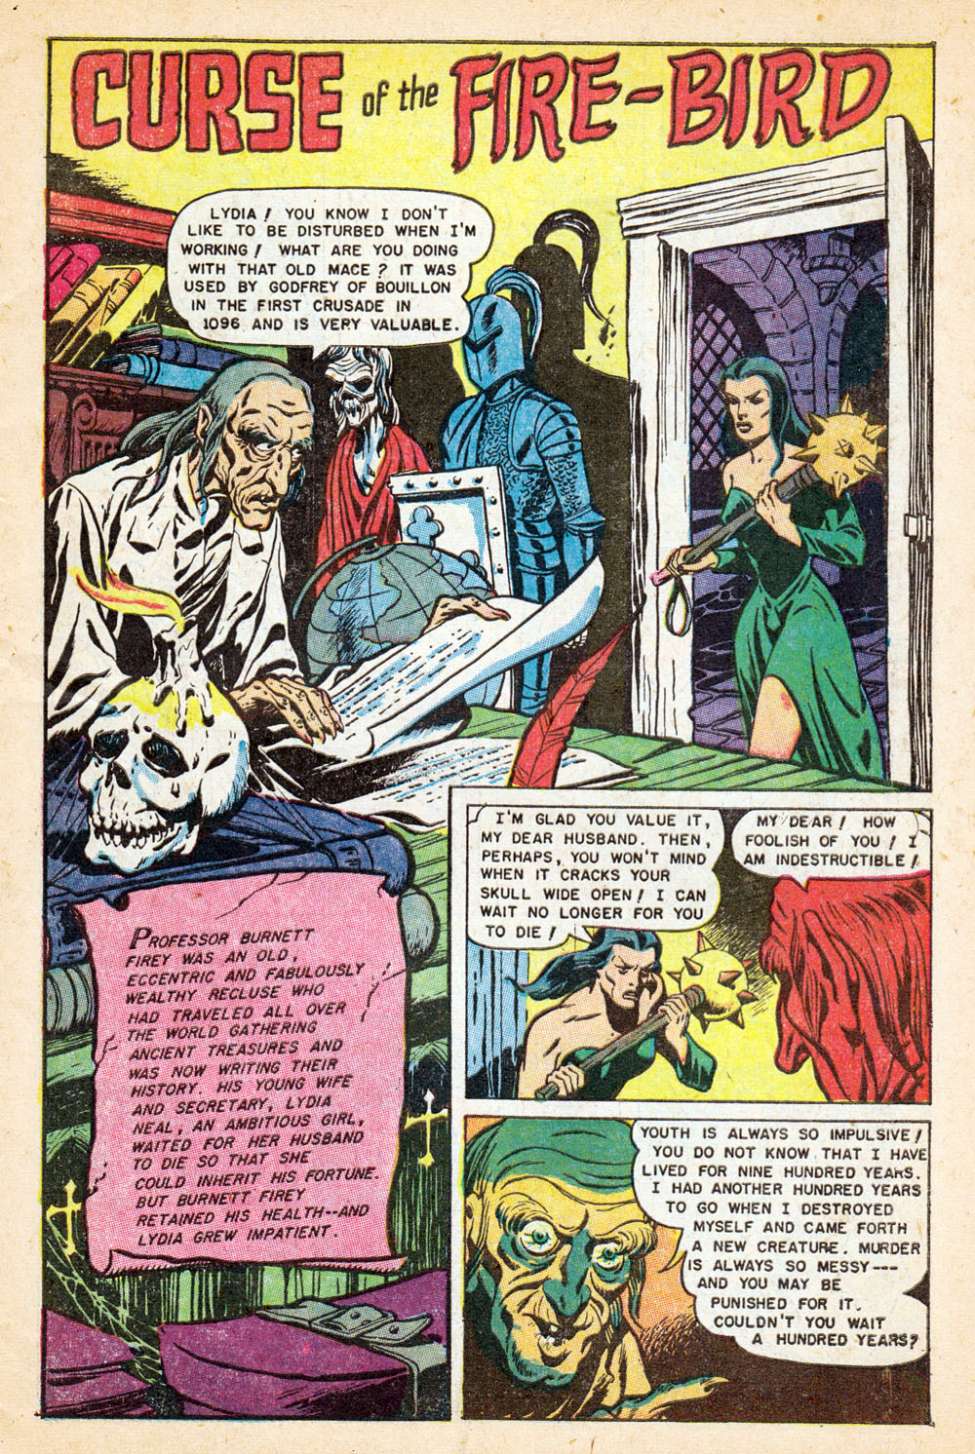 CURSE of the FIRE-BIRD
LYDIA! YOU KNOW I DON'T
LIKE TO BE DISTURBED WHEN I'M
WORKING! WHAT ARE YOU DOING
WITH THAT OLD MACE? IT WAS
USED BY GODFREY OF BOUILLON
IN THE FIRST CRUSADE IN
1096 AND IS VERY VALUABLE.
PROFESSOR BURNETT
FIREY WAS AN OLD,
ECCENTRIC AND FABULOUSLY
WEALTHY RECLUSE WHO
HAD TRAVELED ALL OVER
THE WORLD GATHERING
ANCIENT TREASURES AND
WAS NOW WRITING THEIR
HISTORY. HIS YOUNG WIFE
AND SECRETARY, LYDIA
NEAL, AN AMBITIOUS GIRL,
WAITED FOR HER HUSBAND
TO DIE SO THAT SHE
COULD INHERIT HIS FORTUNE.
BUT BURNETT FIREY
RETAINED HIS HEALTH--AND
LYDIA GREW IMPATIENT.
I'M GLAD YOU VALUE IT,
MY DEAR HUSBAND. THEN,
PERHAPS, YOU WON'T MIND
WHEN IT CRACKS YOUR
SKULL WIDE OPEN! I CAN
WAIT NO LONGER FOR YOU
TO DIE!
MY DEAR! HOW
FOOLISH OF YOU! I
AM INDESTRUCTIBLE!
YOUTH IS ALWAYS SO IMPULSIVE!
YOU DO NOT KNOW THAT I HAVE
LIVED FOR NINE HUNDRED YEARS.
I HAD ANOTHER HUNDRED YEARS
TO GO WHEN I DESTROYED
MYSELF AND CAME FORTH
A NEW CREATURE. MURDER
IS ALWAYS SO MESSY---
AND YOU MAY BE
PUNISHED FOR IT.
COULDN'T YOU WAIT
A HUNDRED YEARS?